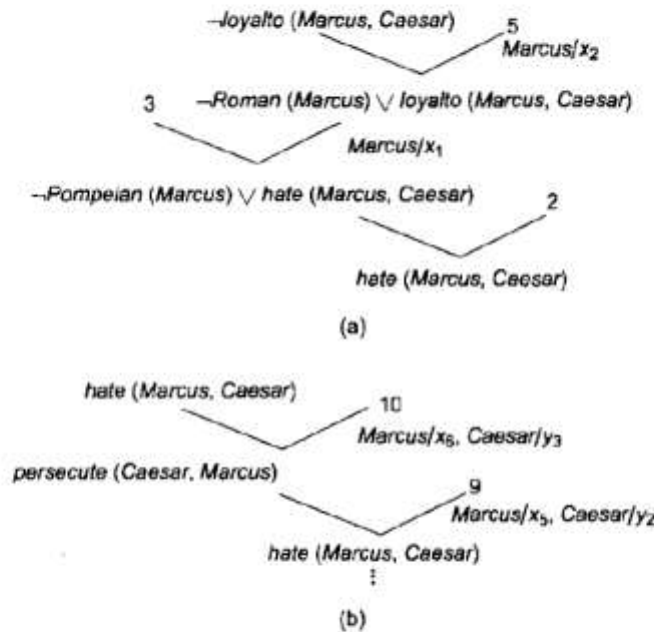 ¬loyalto (Marcus, Caesar)
5
Marcus/x₂
3
¬Roman (Marcus) ∨ loyalto (Marcus, Caesar)
Marcus/x₁
¬Pompeian (Marcus) ∨ hate (Marcus, Caesar)
2
hate (Marcus, Caesar)
(a)
hate (Marcus, Caesar)
10
Marcus/x₆, Caesar/y₃
persecute (Caesar, Marcus)
9
Marcus/x₅, Caesar/y₂
hate (Marcus, Caesar)
⋮
(b)